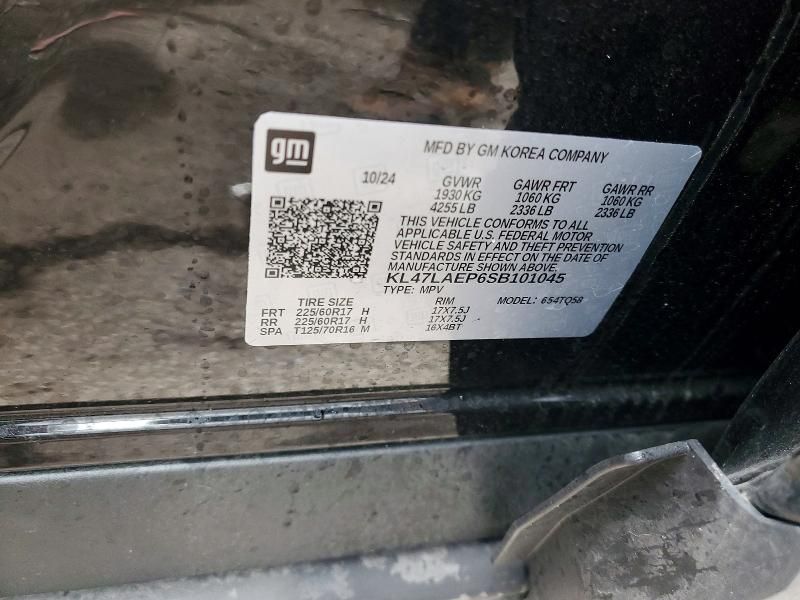 gm
MFD BY GM KOREA COMPANY
10/24 GVWR GAWR FRT GAWR RR
1930 KG 1060 KG 1060 KG
4255 LB 2336 LB 2336 LB
THIS VEHICLE CONFORMS TO ALL
APPLICABLE U.S. FEDERAL MOTOR
VEHICLE SAFETY AND THEFT PREVENTION
STANDARDS IN EFFECT ON THE DATE OF
MANUFACTURE SHOWN ABOVE.
KL47LAEP6SB101045
TYPE: MPV MODEL: 654TQ58
TIRE SIZE RIM
FRT 225/60R17 H 17X7.5J
RR 225/60R17 H 17X7.5J
SPA T125/70R16 M 16X4BT